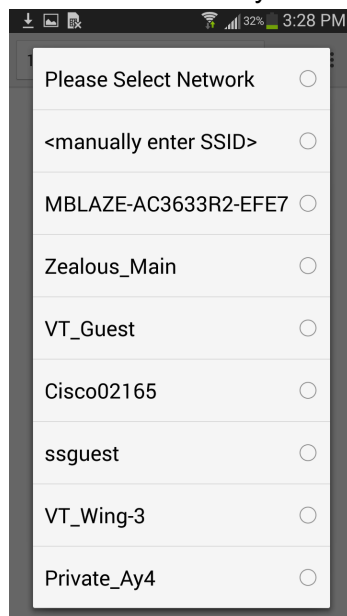 32% 3:28 PM
Please Select Network
<manually enter SSID>
MBLAZE-AC3633R2-EFE7
Zealous_Main
VT_Guest
Cisco02165
ssguest
VT_Wing-3
Private_Ay4